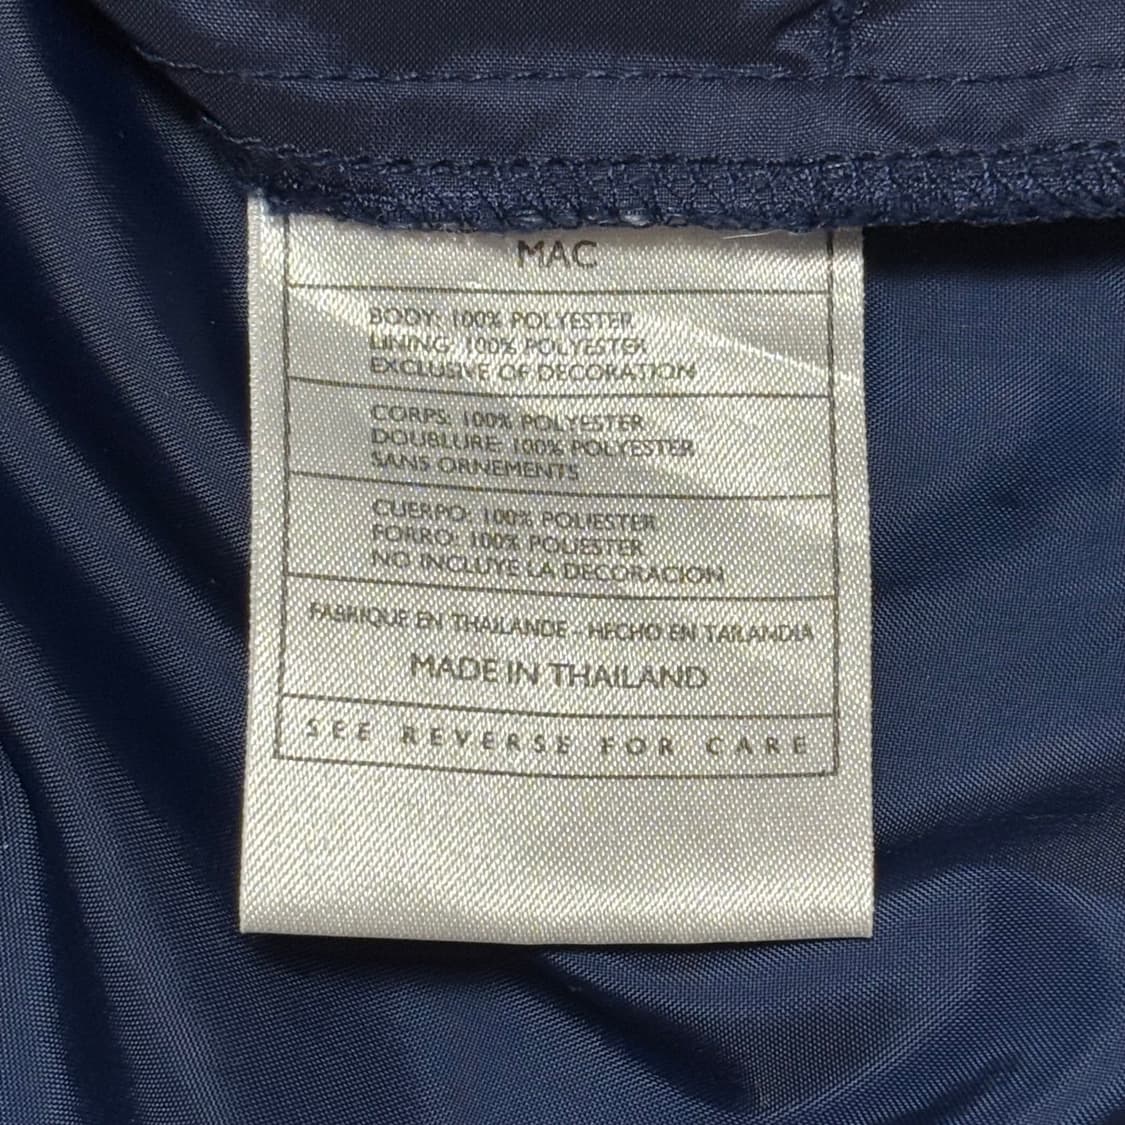 MAC
BODY: 100% POLYESTER
LINING: 100% POLYESTER
EXCLUSIVE OF DECORATION
CORPS: 100% POLYESTER
DOUBLURE: 100% POLYESTER
SANS ORNEMENTS
CUERPO: 100% POLIESTER
FORRO: 100% POLIESTER
NO INCLUYE LA DECORACION
FABRIQUE EN THAILANDE - HECHO EN TAILANDIA
MADE IN THAILAND
SEE REVERSE FOR CARE